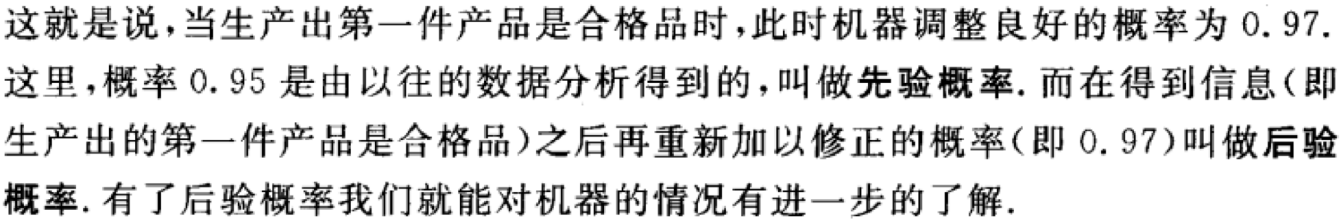 这就是说,当生产出第一件产品是合格品时,此时机器调整良好的概率为 0.97.
这里,概率 0.95 是由以往的数据分析得到的,叫做先验概率. 而在得到信息(即
生产出的第一件产品是合格品)之后再重新加以修正的概率(即 0.97)叫做后验
概率. 有了后验概率我们就能对机器的情况有进一步的了解.